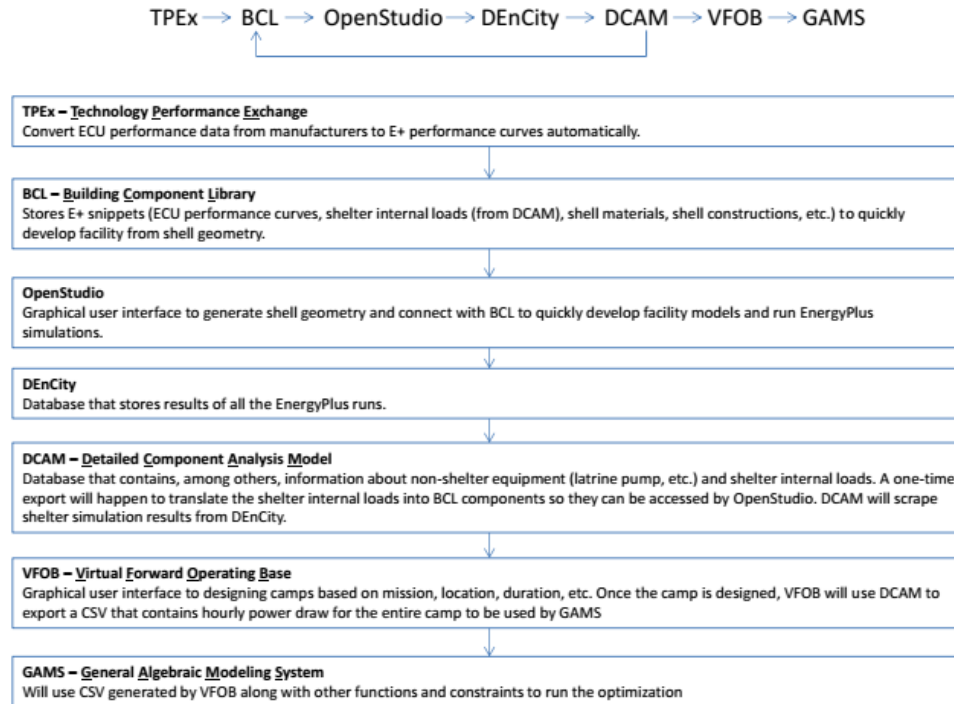 TPEx → BCL → OpenStudio → DEnCity → DCAM → VFOB → GAMS
TPEx – Technology Performance Exchange
Convert ECU performance data from manufacturers to E+ performance curves automatically.
BCL – Building Component Library
Stores E+ snippets (ECU performance curves, shelter internal loads (from DCAM), shell materials, shell constructions, etc.) to quickly
develop facility from shell geometry.
OpenStudio
Graphical user interface to generate shell geometry and connect with BCL to quickly develop facility models and run EnergyPlus
simulations.
DEnCity
Database that stores results of all the EnergyPlus runs.
DCAM – Detailed Component Analysis Model
Database that contains, among others, information about non-shelter equipment (latrine pump, etc.) and shelter internal loads. A one-time
export will happen to translate the shelter internal loads into BCL components so they can be accessed by OpenStudio. DCAM will scrape
shelter simulation results from DEnCity.
VFOB – Virtual Forward Operating Base
Graphical user interface to designing camps based on mission, location, duration, etc. Once the camp is designed, VFOB will use DCAM to
export a CSV that contains hourly power draw for the entire camp to be used by GAMS
GAMS – General Algebraic Modeling System
Will use CSV generated by VFOB along with other functions and constraints to run the optimization